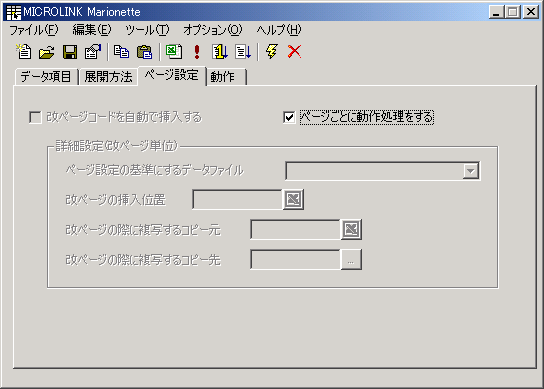 MICROLINK Marionette
ファイル(F) 編集(E) ツール(T) オプション(O) ヘルプ(H)
データ項目 展開方法 ページ設定 動作
改ページコードを自動で挿入する ページごとに動作処理をする
詳細設定(改ページ単位)
ページ設定の基準にするデータファイル
改ページの挿入位置
改ページの際に複写するコピー元
改ページの際に複写するコピー先 ...